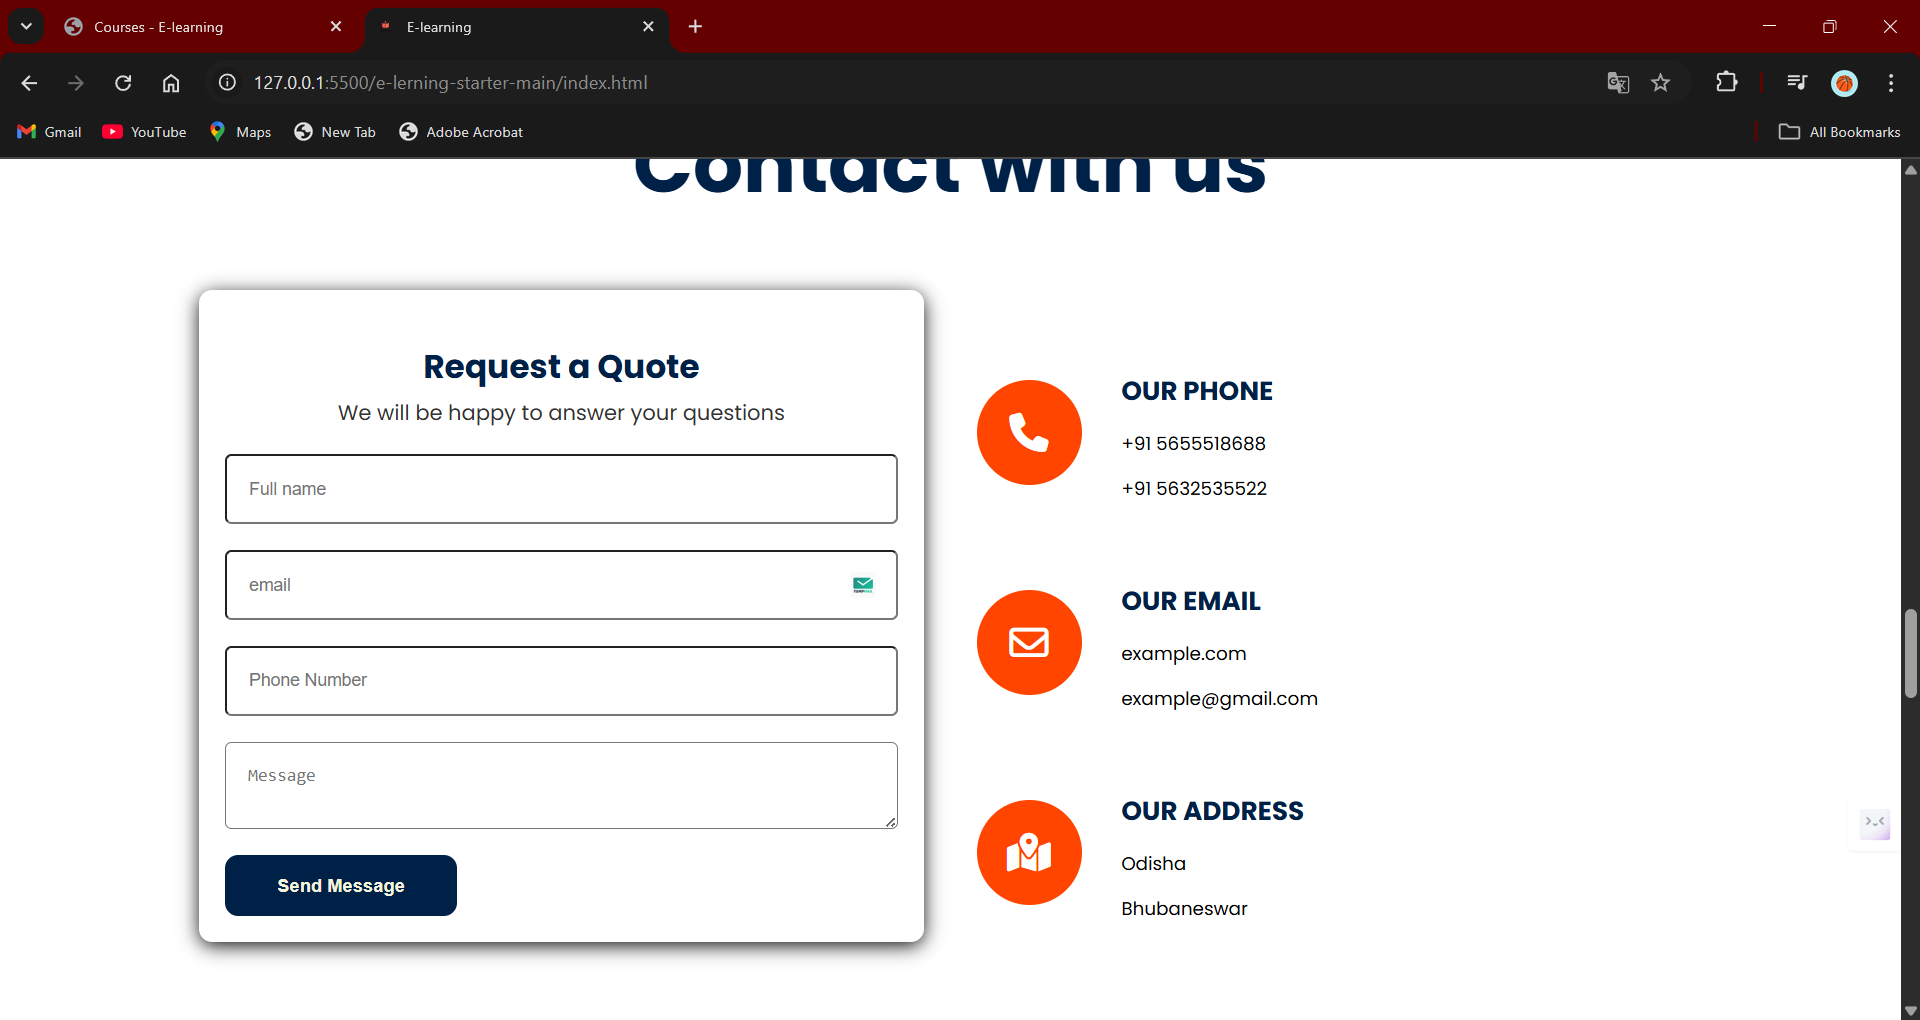 Courses - E-learning
E-learning
127.0.0.1:5500/e-lerning-starter-main/index.html
Gmail
YouTube
Maps
New Tab
Adobe Acrobat
All Bookmarks
Contact with us
Request a Quote
We will be happy to answer your questions
Full name
email
Phone Number
Message
Send Message
OUR PHONE
+91 5655518688
+91 5632535522
OUR EMAIL
example.com
example@gmail.com
OUR ADDRESS
Odisha
Bhubaneswar